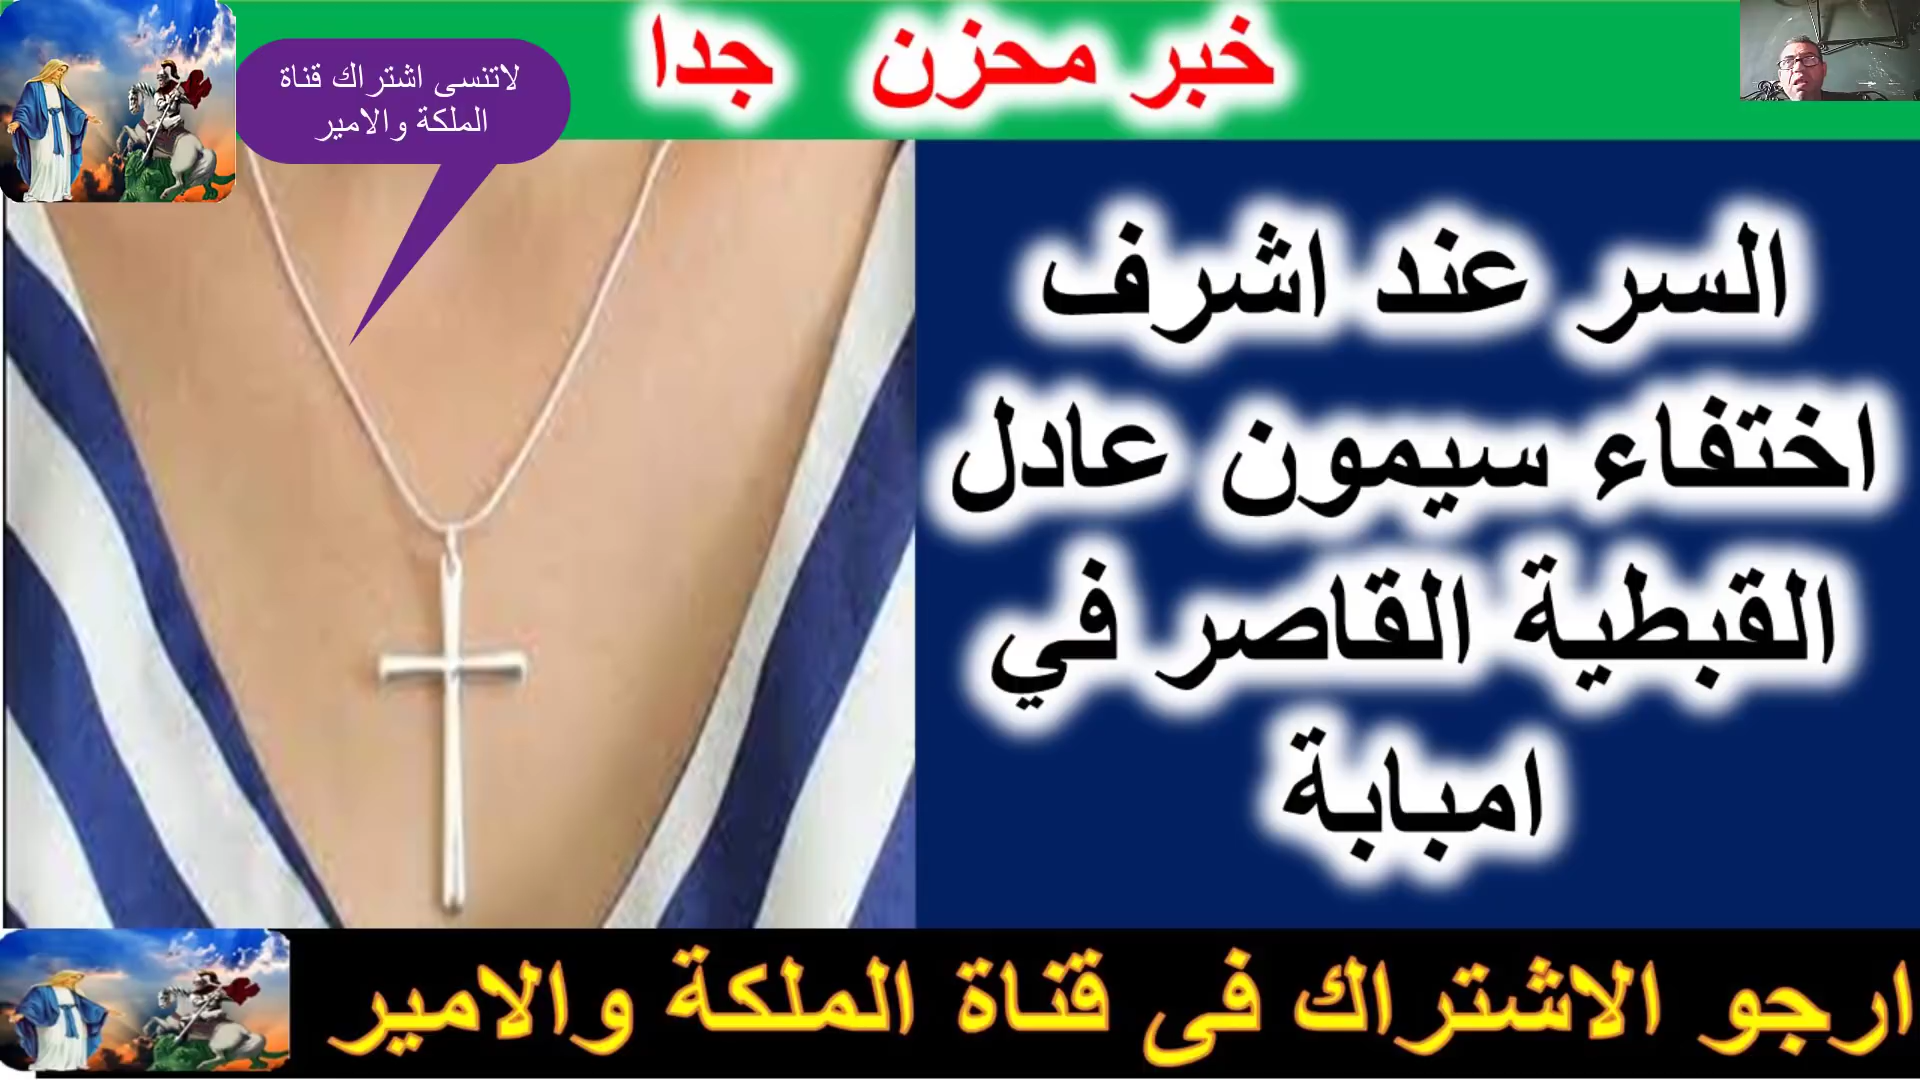 خبر محزن جدا
لاتنسى اشتراك قناة
الملكة والامير
السر عند اشرف
اختفاء سيمون عادل
القبطية القاصر في
امبابة
ارجو الاشتراك فى قناة الملكة والامير